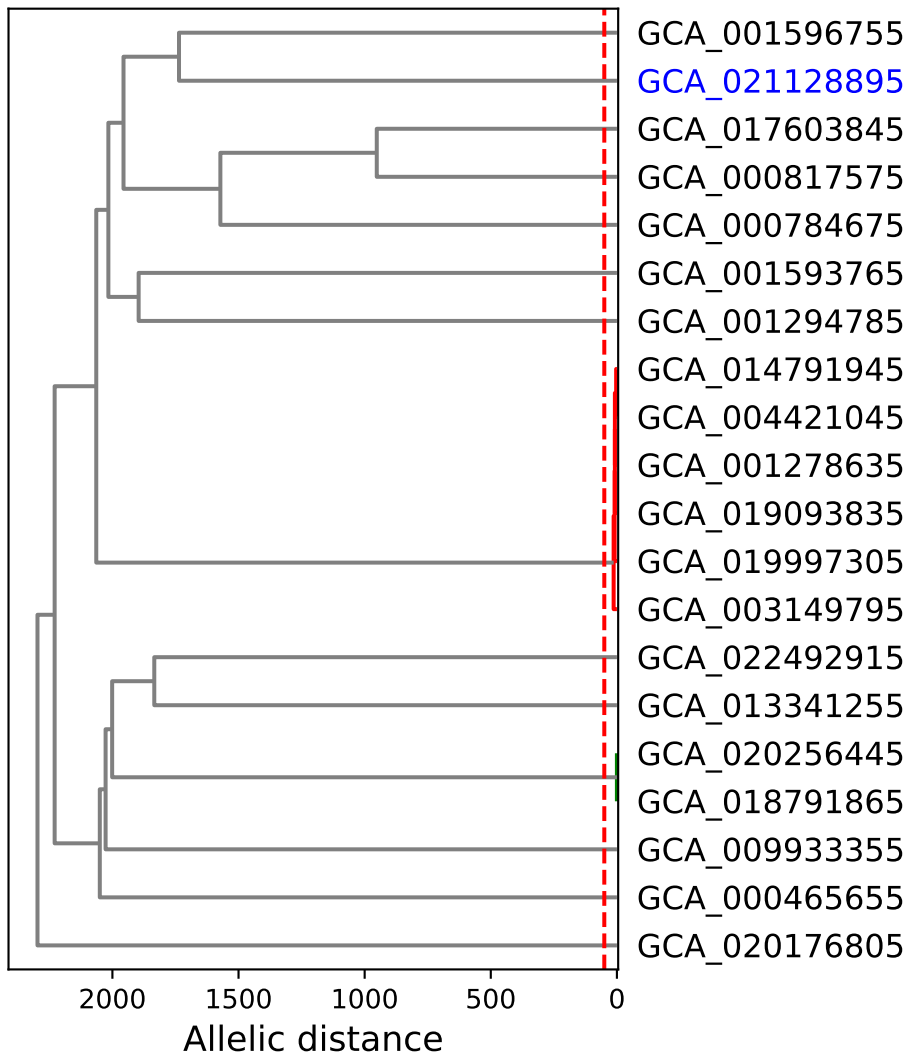 GCA_001596755
GCA_021128895
GCA_017603845
GCA_000817575
GCA_000784675
GCA_001593765
GCA_001294785
GCA_014791945
GCA_004421045
GCA_001278635
GCA_019093835
GCA_019997305
GCA_003149795
GCA_022492915
GCA_013341255
GCA_020256445
GCA_018791865
GCA_009933355
GCA_000465655
GCA_020176805
2000 1500 1000 500 0
Allelic distance